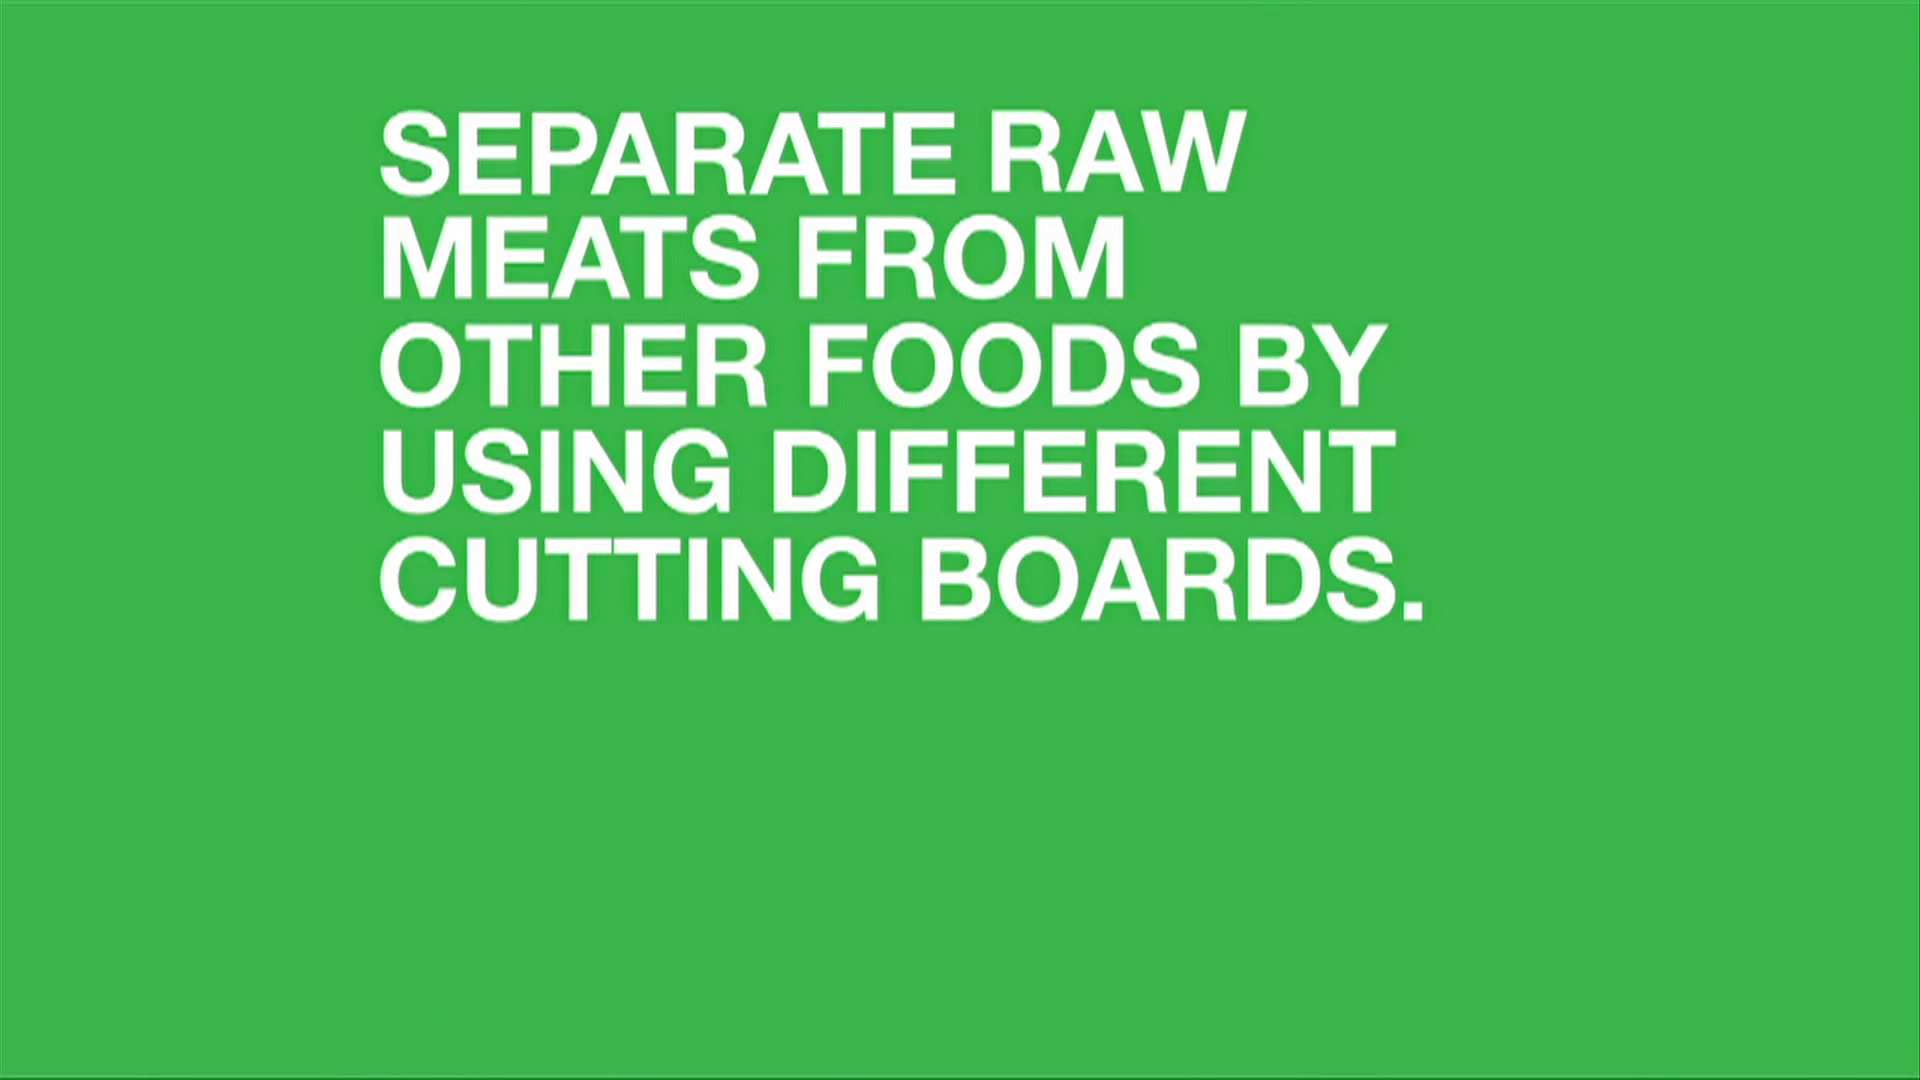 SEPARATE RAW
MEATS FROM
OTHER FOODS BY
USING DIFFERENT
CUTTING BOARDS.